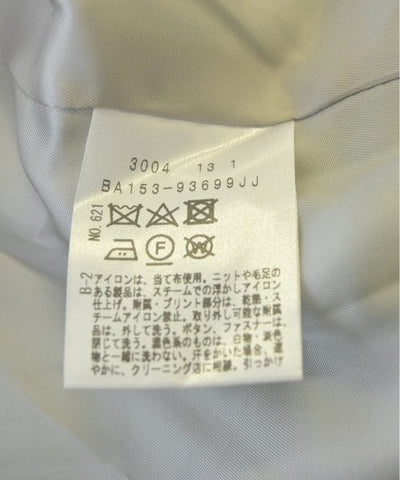 3004 13 1
BA153-93699JJ
NO.621
F
W
B-2
アイロンは、当て布使用。ニットや毛足の
ある製品は、スチームでの浮かしアイロン
仕上げ。附属・プリント部分は、乾熱・ス
チームアイロン禁止。取り外し可能な附属
品は、外して洗う。ボタン、ファスナーは、
閉じて洗う。濃色系のものは、白物・淡色
物と一緒に洗わない。汗をかいた場合、速
やかに、クリーニング店に相談。引っかけ